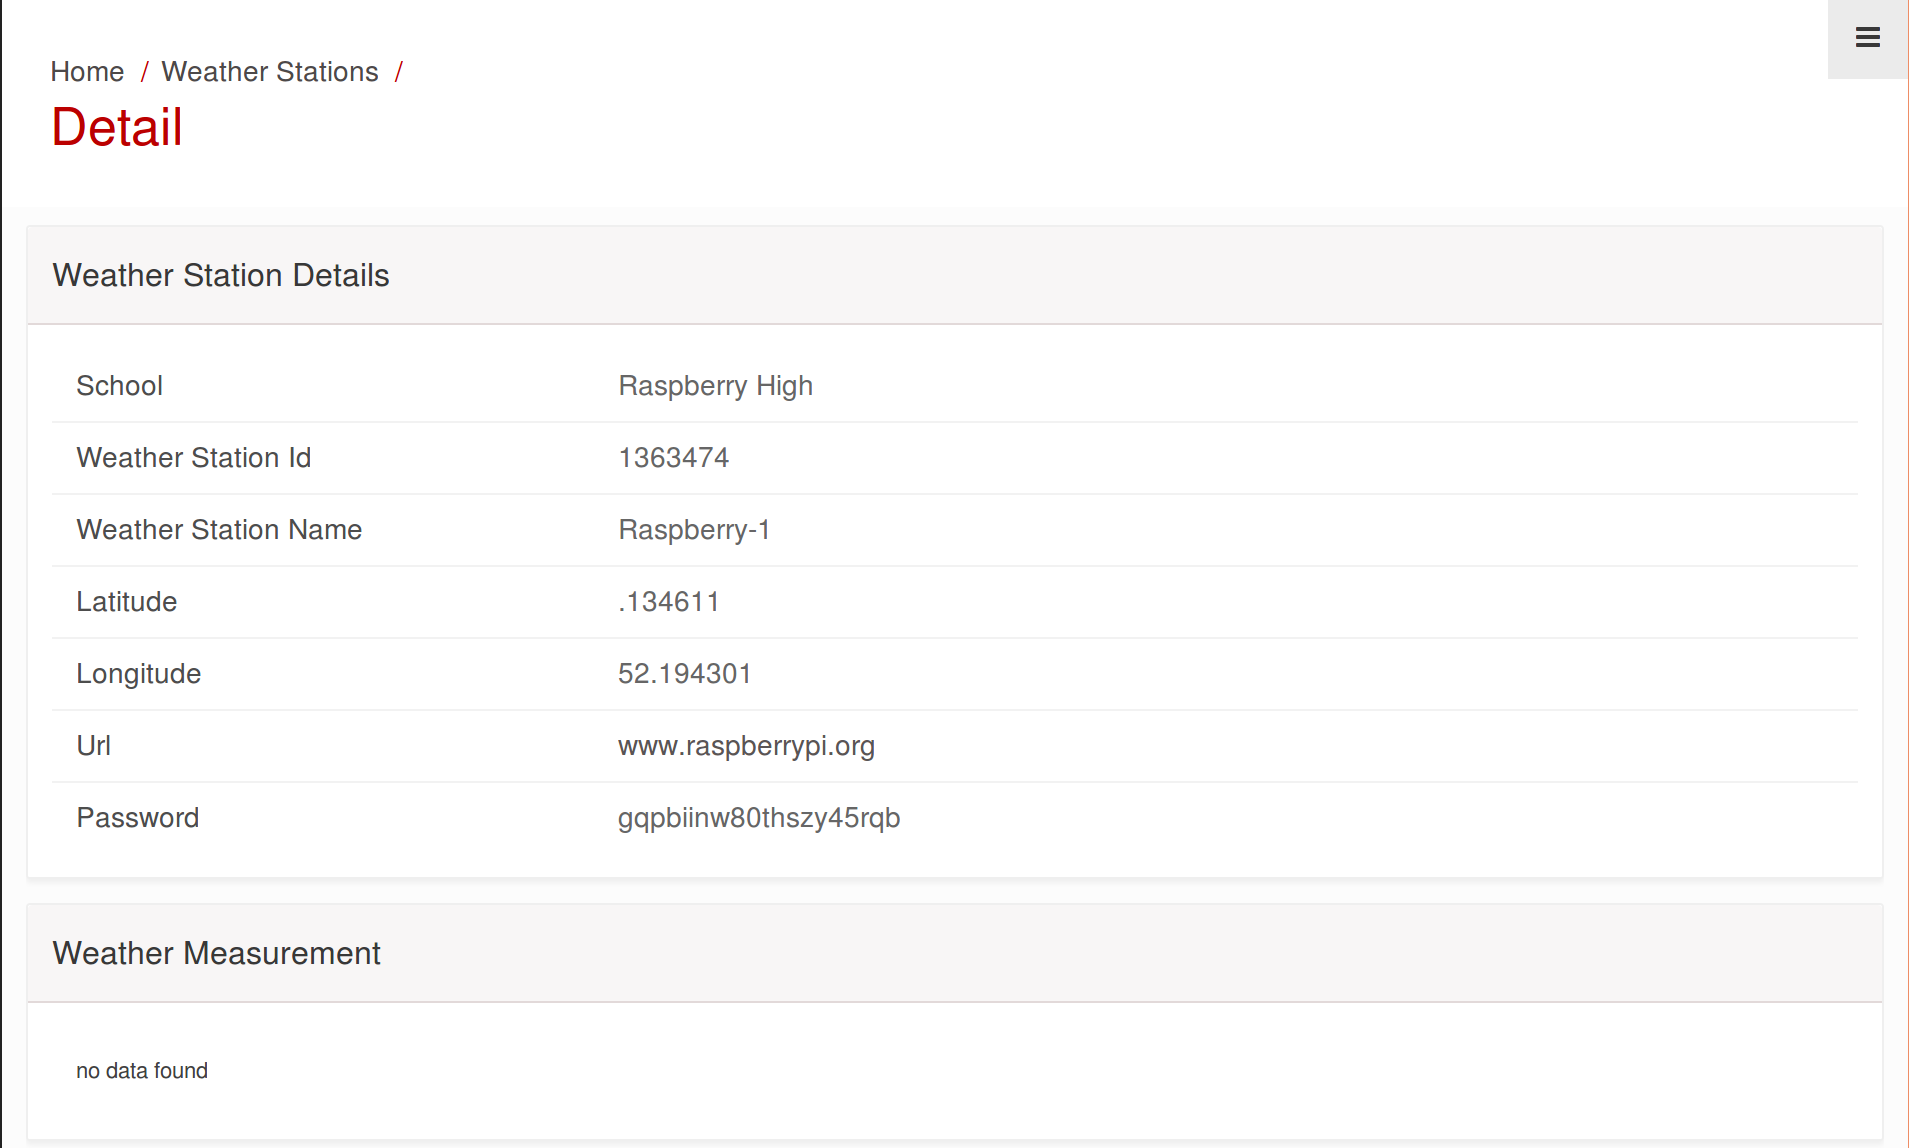 Home / Weather Stations /
Detail
Weather Station Details
School Raspberry High
Weather Station Id 1363474
Weather Station Name Raspberry-1
Latitude .134611
Longitude 52.194301
Url www.raspberrypi.org
Password gqpbiinw80thszy45rqb
Weather Measurement
no data found